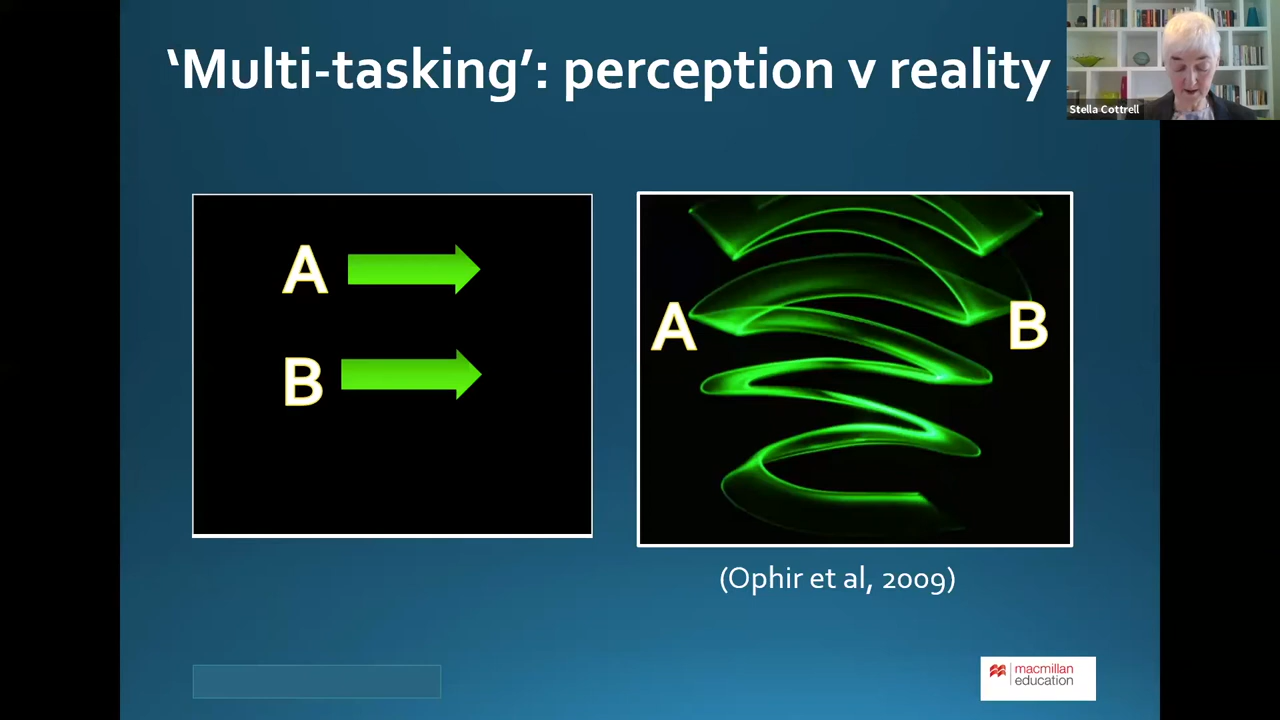 ‘Multi-tasking’: perception v reality
Stella Cottrell
A
B
A
B
(Ophir et al, 2009)
macmillan
education